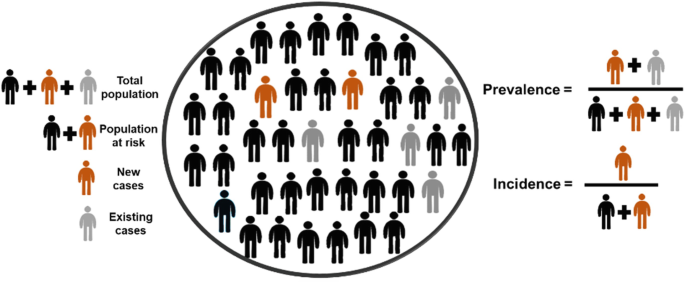 Total
population
Population
at risk
New
cases
Existing
cases
Prevalence =
Incidence =